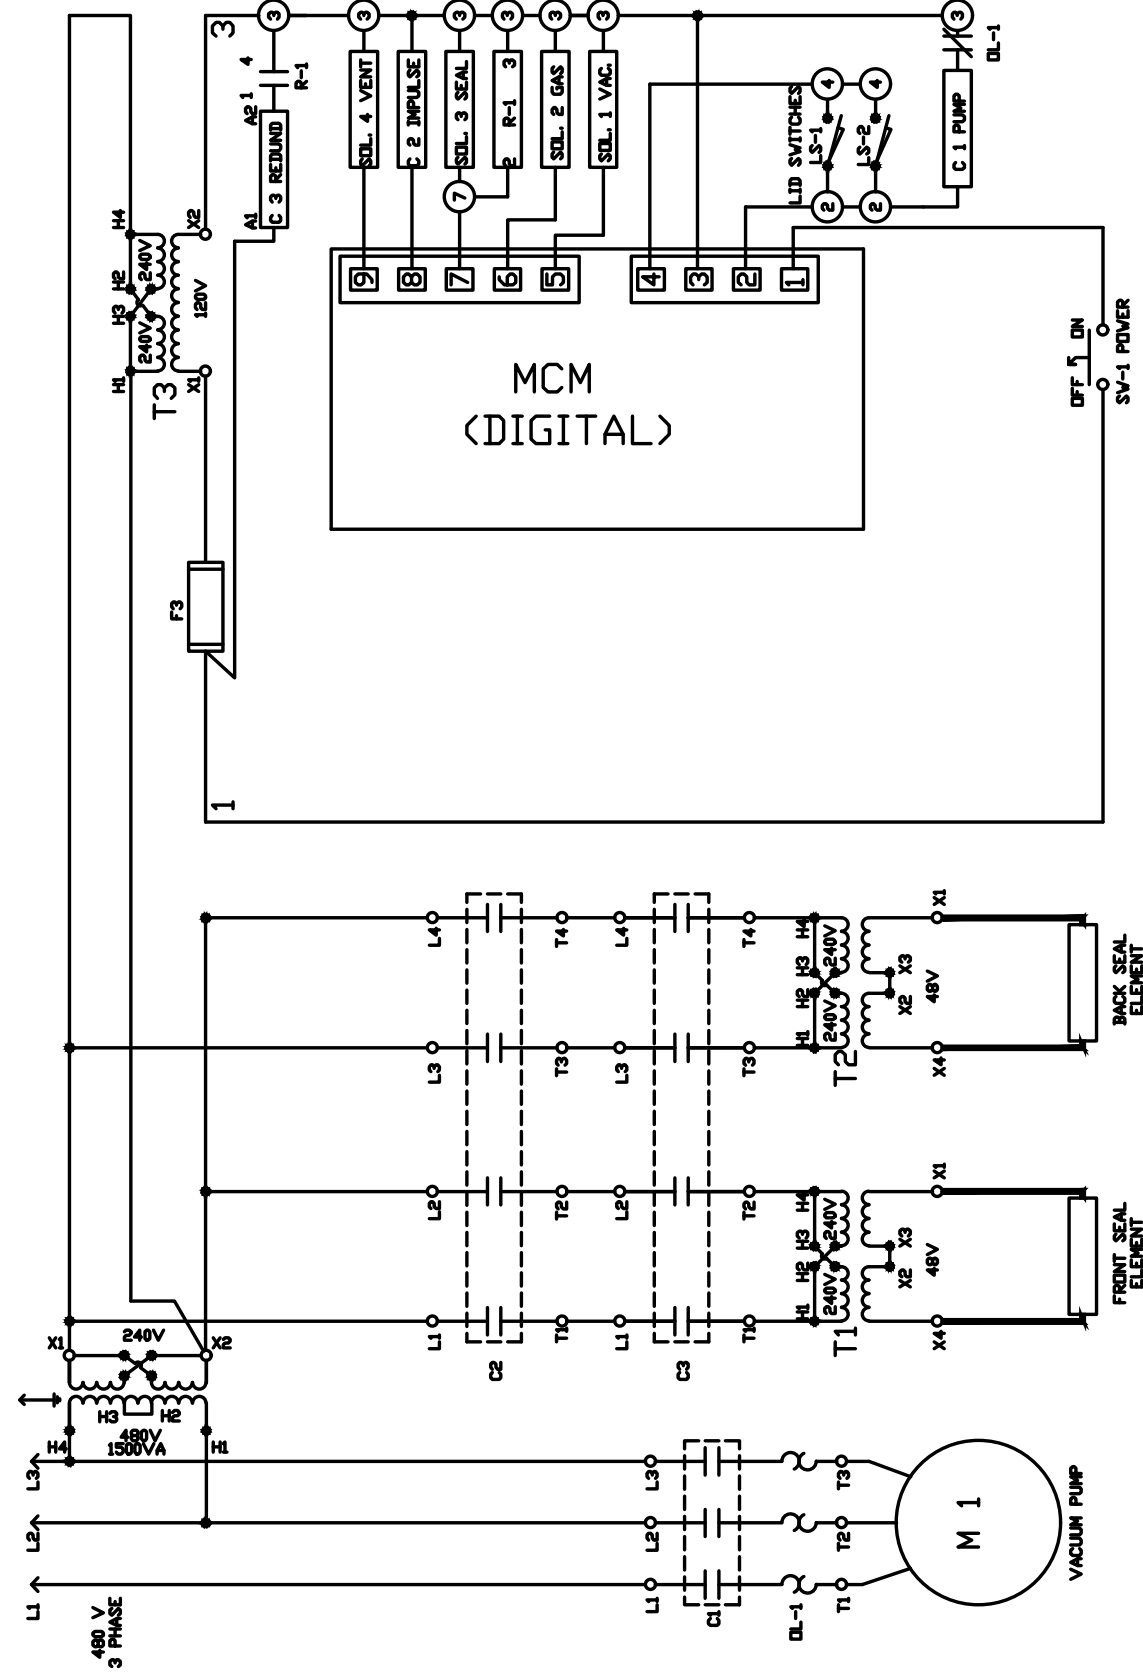 480 V
3 PHASE
L1
L2
L3
H4
480V
1500VA
H1
H3
H2
X1
240V
X2
L1
L2
L3
C1
OL-1
T1
T2
T3
M 1
VACUUM PUMP
L1
L2
L3
L4
C2
T1
T2
T3
T4
L1
L2
L3
L4
C3
T1
T2
T3
T4
H1
H2
H3
H4
240V
240V
T1
X2
X3
48V
X4
X1
FRONT SEAL
ELEMENT
H1
H2
H3
H4
240V
240V
T2
X2
X3
48V
X4
X1
BACK SEAL
ELEMENT
1
3
F3
H1
H3
H2
H4
240V
240V
T3
X1
120V
X2
A1
A2
1
4
C 3 REDUND
R-1
3
SOL. 4 VENT
3
C 2 IMPULSE
SOL. 3 SEAL
3
7
2 R-1 3
3
SOL. 2 GAS
3
SOL. 1 VAC.
3
9
8
7
6
5
4
3
2
1
MCM
(DIGITAL)
LID SWITCHES
LS-1
LS-2
4
4
2
2
C 1 PUMP
3
OL-1
OFF
ON
SW-1 POWER